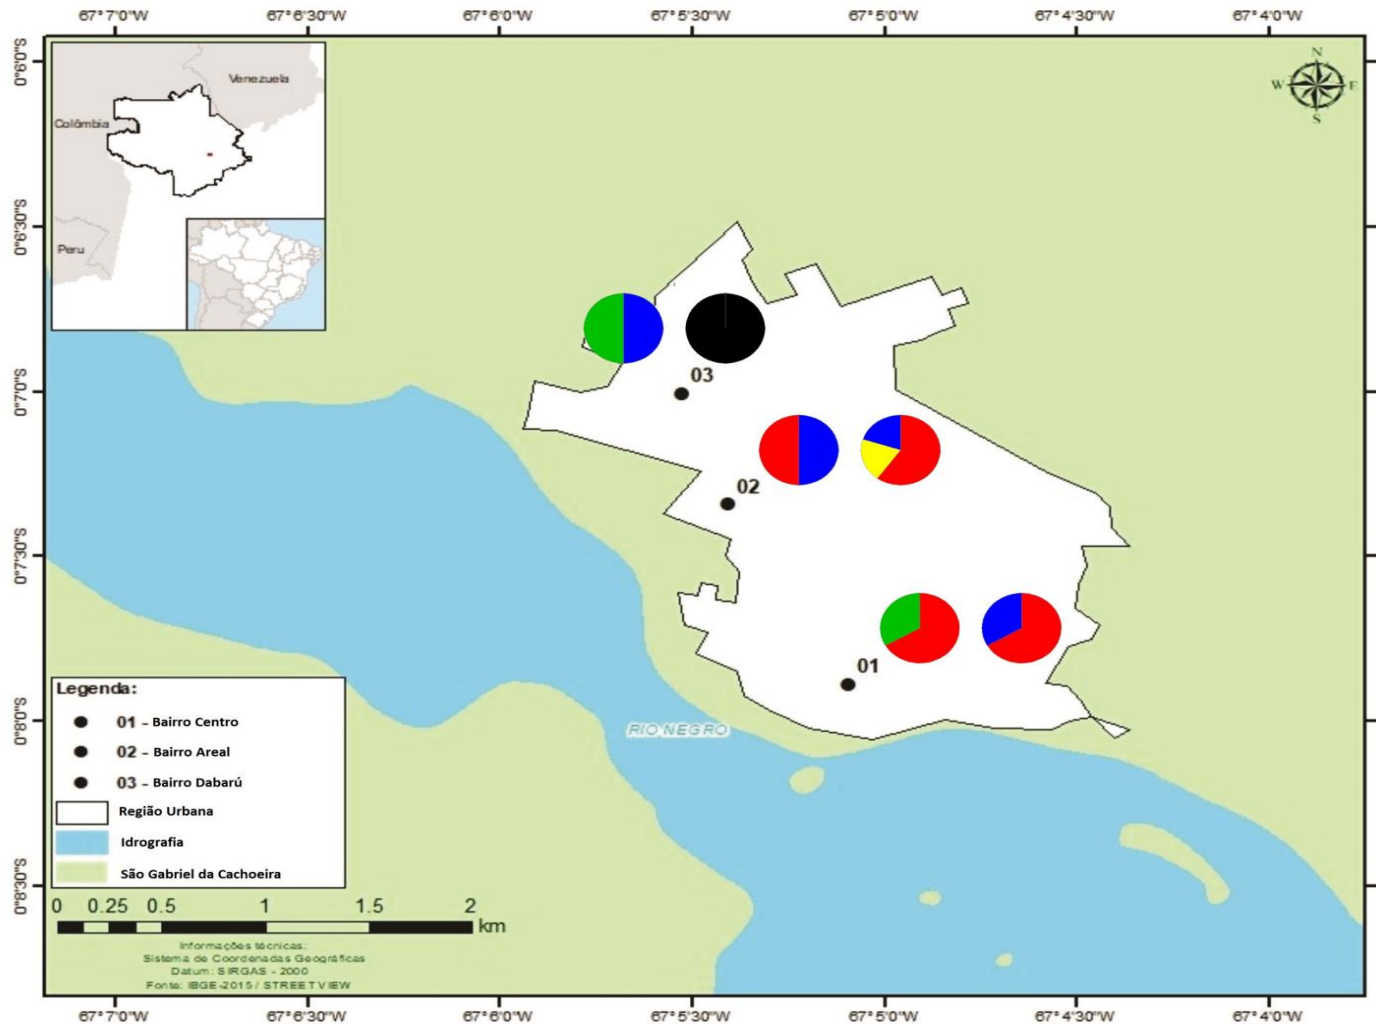 67°7'0"W 67°6'30"W 67°6'0"W 67°5'30"W 67°5'0"W 67°4'30"W 67°4'0"W
0°6'0"S
0°6'30"S
0°7'0"S
0°7'30"S
0°8'0"S
0°8'30"S
Venezuela
Colômbia
Peru
N
W E
S
03
02
01
RIO NEGRO
Legenda:
01 - Bairro Centro
02 - Bairro Areal
03 - Bairro Dabarú
Região Urbana
Idrografia
São Gabriel da Cachoeira
0 0.25 0.5 1 1.5 2
km
Informações técnicas:
Sistema de Coordenadas Geográficas
Datum: SIRGAS - 2000
Fonte: IBGE-2015 / STREETVIEW
67°7'0"W 67°6'30"W 67°6'0"W 67°5'30"W 67°5'0"W 67°4'30"W 67°4'0"W